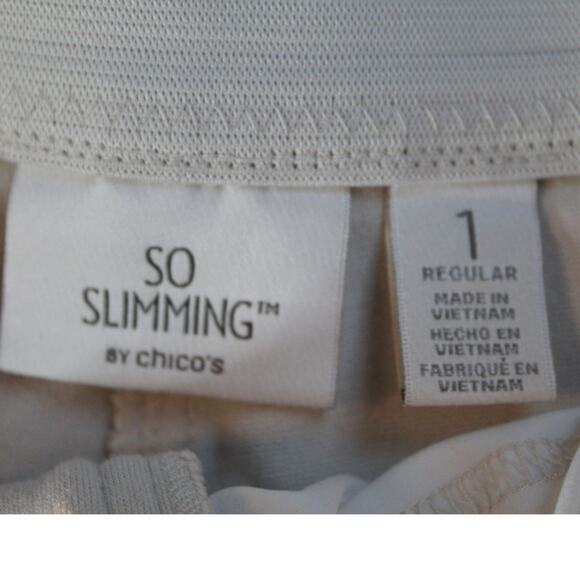 SO
SLIMMING™
BY chico's
1
REGULAR
MADE IN
VIETNAM
HECHO EN
VIETNAM
FABRIQUÉ EN
VIETNAM